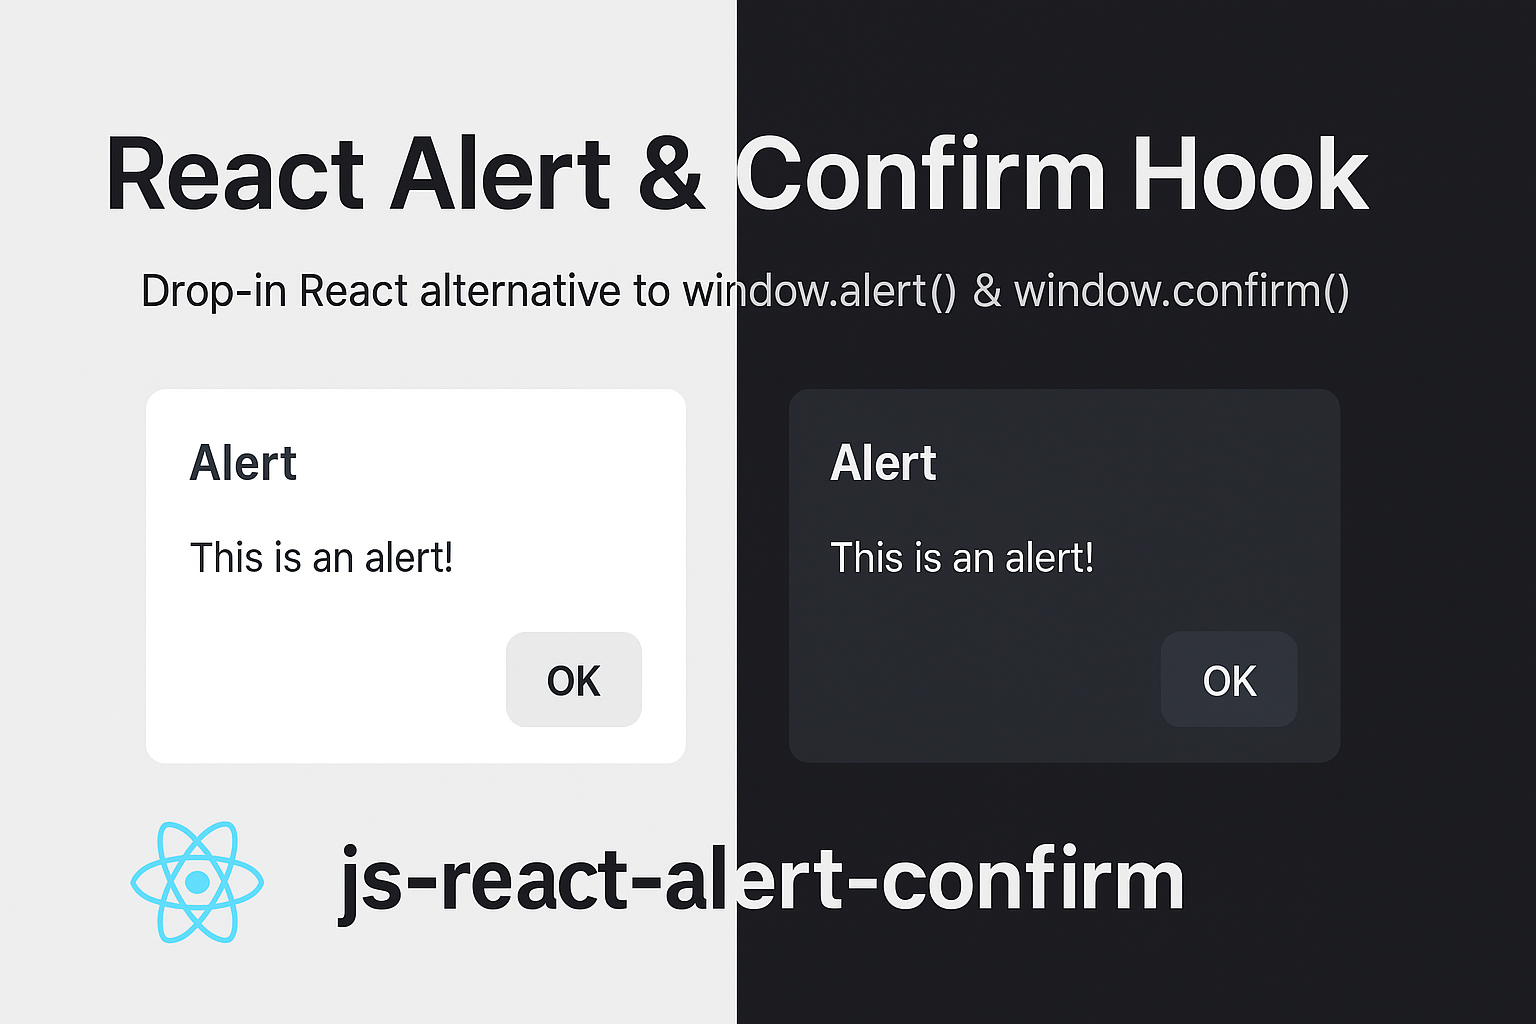 React Alert & Confirm Hook
Drop-in React alternative to window.alert() & window.confirm()
Alert
This is an alert!
OK
Alert
This is an alert!
OK
js-react-alert-confirm